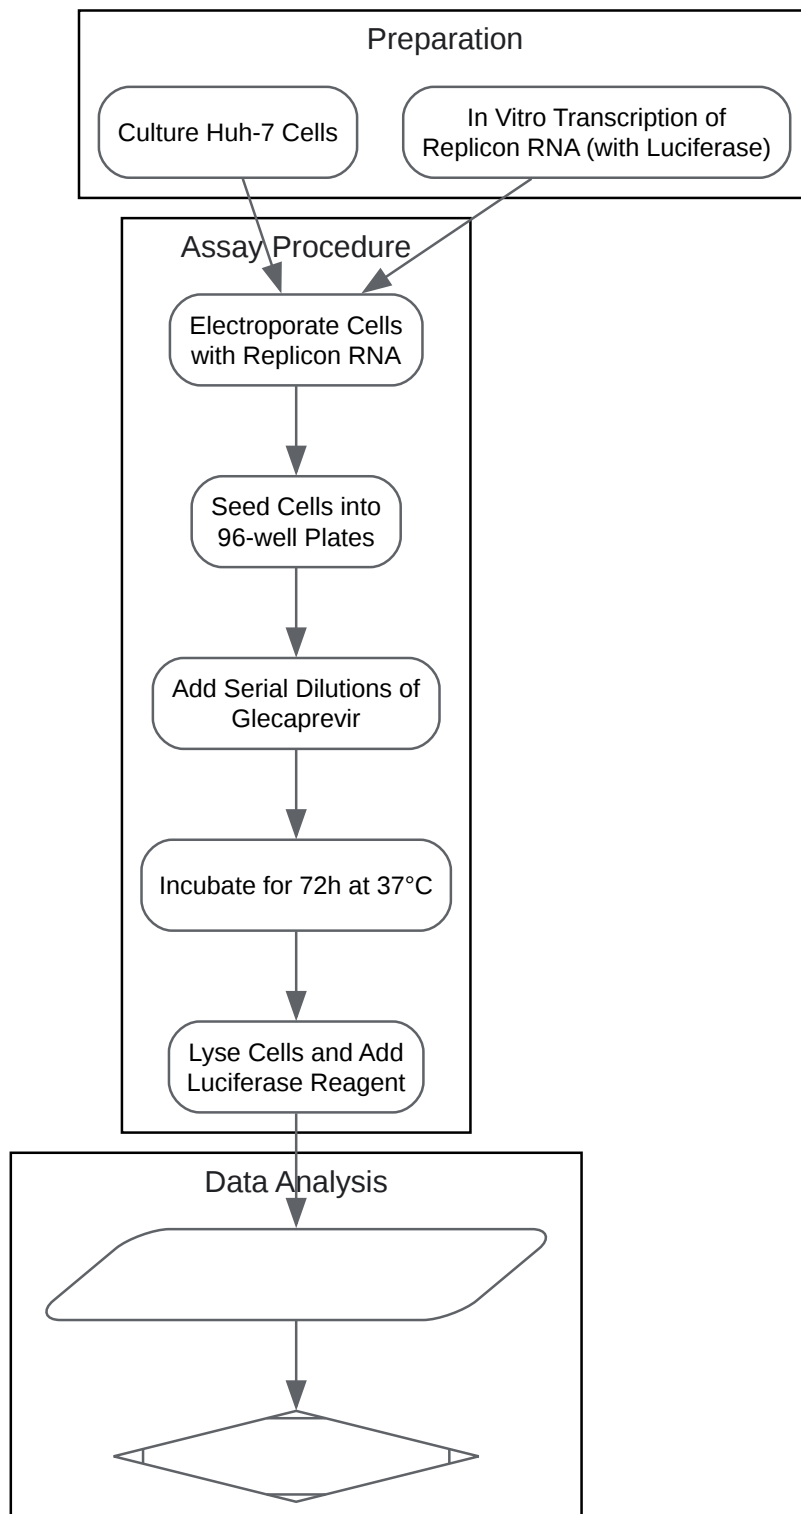 Preparation
Culture Huh-7 Cells
In Vitro Transcription of
Replicon RNA (with Luciferase)
Assay Procedure
Electroporate Cells
with Replicon RNA
Seed Cells into
96-well Plates
Add Serial Dilutions of
Glecaprevir
Incubate for 72h at 37°C
Lyse Cells and Add
Luciferase Reagent
Data Analysis